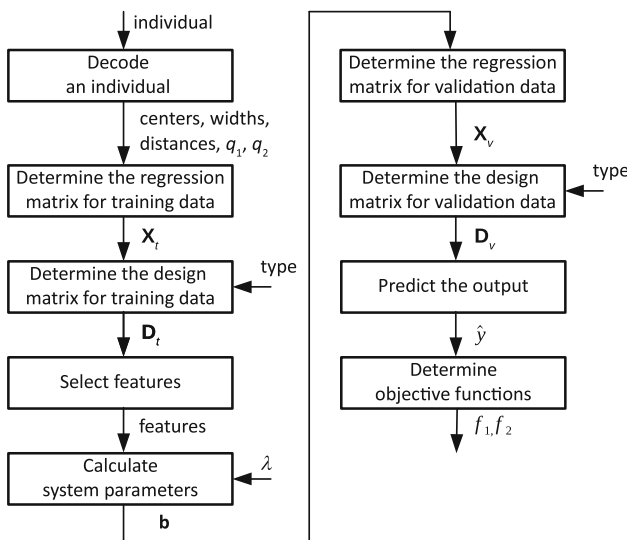 individual
Decode
an individual
centers, widths,
distances, q₁, q₂
Determine the regression
matrix for training data
Xₜ
Determine the design
matrix for training data
type
Dₜ
Select features
features
Calculate
system parameters
λ̂
b
Determine the regression
matrix for validation data
Xᵥ
Determine the design
matrix for validation data
type
Dᵥ
Predict the output
ŷ
Determine
objective functions
f₁,f₂